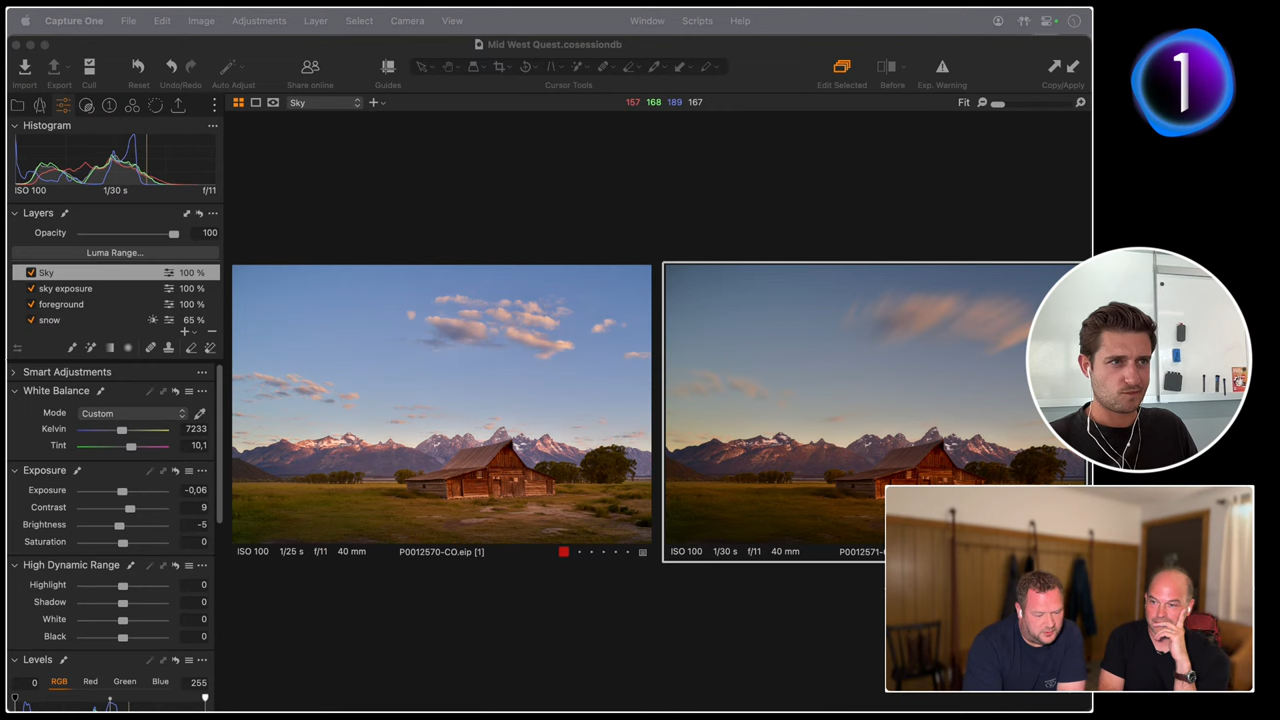 Capture One File Edit Image Adjustments Layer Select Camera View Window Scripts Help
Mid West Quest.cosessiondb
Import Export Cull Reset Undo/Redo Auto Adjust Share online Guides Cursor Tools Edit Selected Before Exp. Warning Copy/Apply
Sky 157 168 189 167 Fit
Histogram
ISO 100 1/30 s f/11
Layers
Opacity 100
Luma Range...
Sky 100 %
sky exposure 100 %
foreground 100 %
snow 65 %
Smart Adjustments
White Balance
Mode Custom
Kelvin 7233
Tint 10,1
Exposure
Exposure -0,06
Contrast 9
Brightness -5
Saturation 0
High Dynamic Range
Highlight 0
Shadow 0
White 0
Black 0
Levels
0 RGB Red Green Blue 255
ISO 100 1/25 s f/11 40 mm P0012570-CO.eip [1]
ISO 100 1/30 s f/11 40 mm P0012571-
1